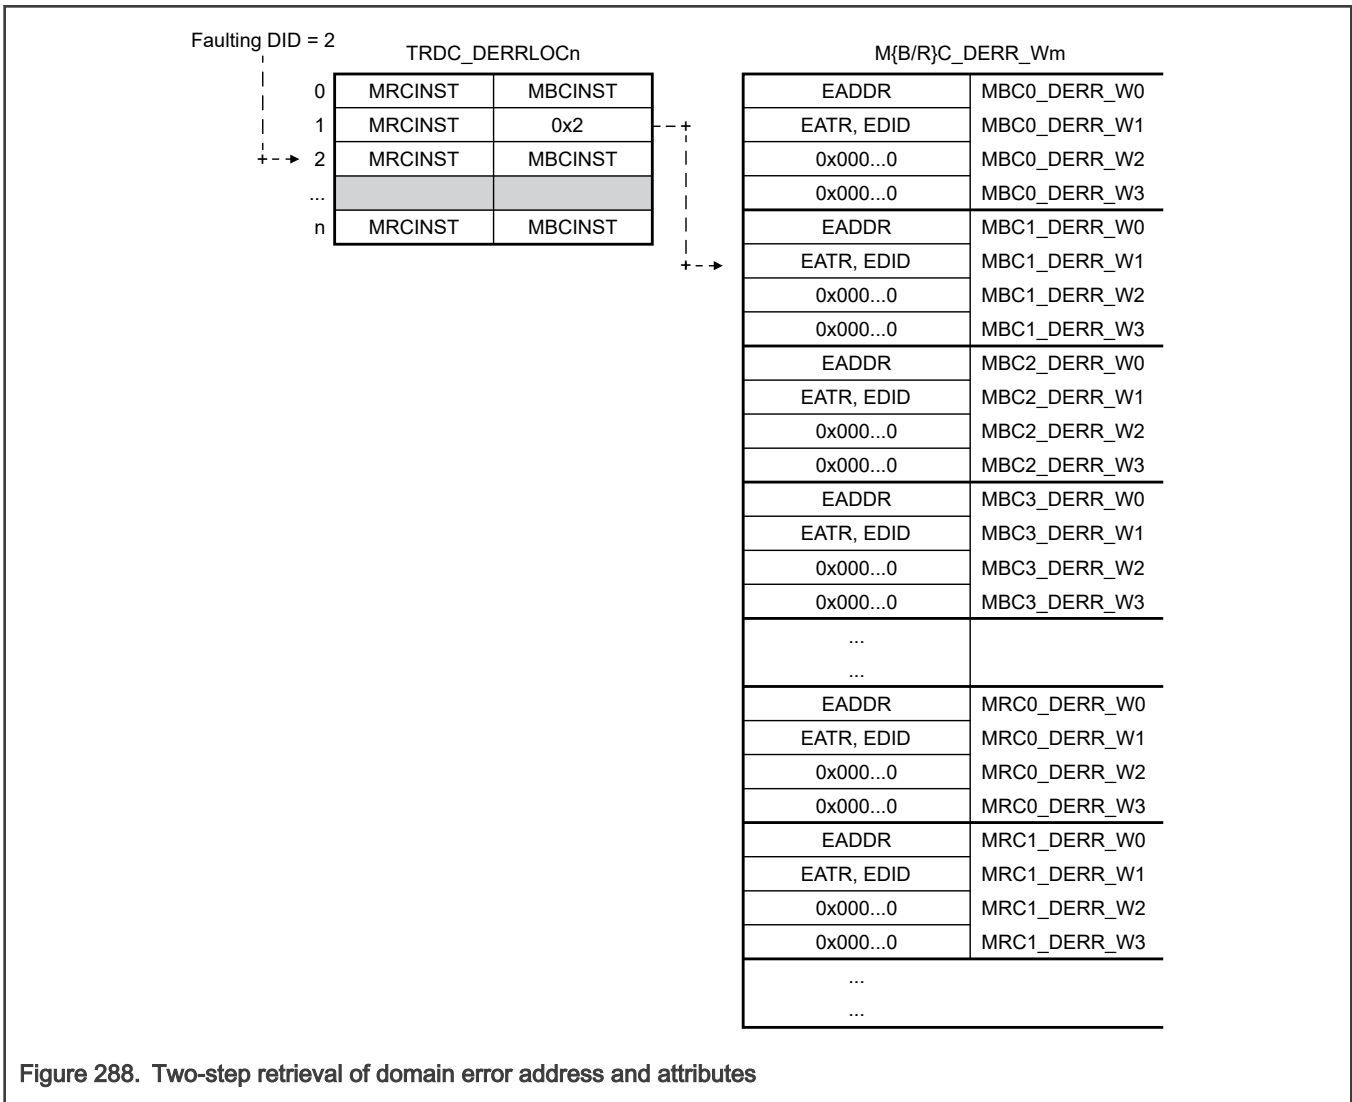 Faulting DID = 2
TRDC_DERRLOCn
0 MRCINST MBCINST
1 MRCINST 0x2
2 MRCINST MBCINST
...
n MRCINST MBCINST
M{B/R}C_DERR_Wm
EADDR MBC0_DERR_W0
EATR, EDID MBC0_DERR_W1
0x000...0 MBC0_DERR_W2
0x000...0 MBC0_DERR_W3
EADDR MBC1_DERR_W0
EATR, EDID MBC1_DERR_W1
0x000...0 MBC1_DERR_W2
0x000...0 MBC1_DERR_W3
EADDR MBC2_DERR_W0
EATR, EDID MBC2_DERR_W1
0x000...0 MBC2_DERR_W2
0x000...0 MBC2_DERR_W3
EADDR MBC3_DERR_W0
EATR, EDID MBC3_DERR_W1
0x000...0 MBC3_DERR_W2
0x000...0 MBC3_DERR_W3
...
...
EADDR MRC0_DERR_W0
EATR, EDID MRC0_DERR_W1
0x000...0 MRC0_DERR_W2
0x000...0 MRC0_DERR_W3
EADDR MRC1_DERR_W0
EATR, EDID MRC1_DERR_W1
0x000...0 MRC1_DERR_W2
0x000...0 MRC1_DERR_W3
...
...
Figure 288. Two-step retrieval of domain error address and attributes